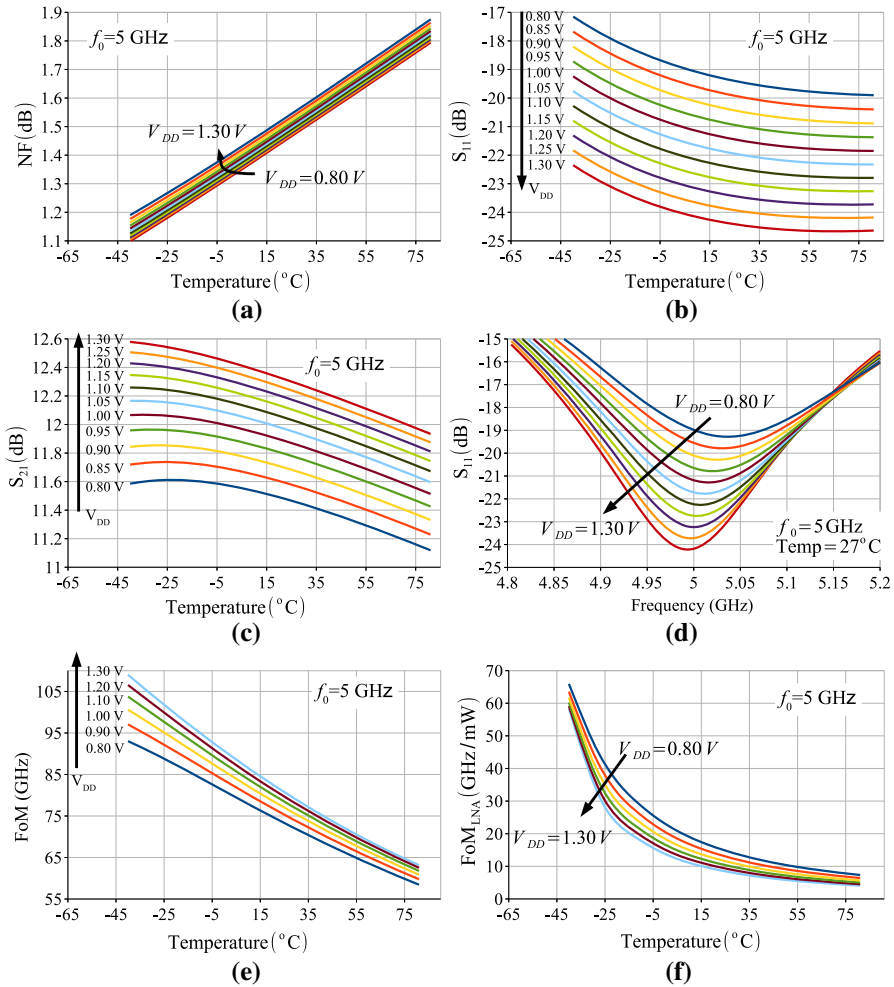 1.9
1.8
1.7
1.6
1.5
1.4
1.3
1.2
1.1
NF (dB)
f0=5 GHz
VDD=1.30 V
VDD=0.80 V
-65 -45 -25 -5 15 35 55 75
Temperature (°C)
(a)
-17
-18
-19
-20
-21
-22
-23
-24
-25
S11 (dB)
0.80 V
0.85 V
0.90 V
0.95 V
1.00 V
1.05 V
1.10 V
1.15 V
1.20 V
1.25 V
1.30 V
VDD
f0=5 GHz
-65 -45 -25 -5 15 35 55 75
Temperature (°C)
(b)
12.6
12.4
12.2
12
11.8
11.6
11.4
11.2
11
S21 (dB)
1.30 V
1.25 V
1.20 V
1.15 V
1.10 V
1.05 V
1.00 V
0.95 V
0.90 V
0.85 V
0.80 V
VDD
f0=5 GHz
-65 -45 -25 -5 15 35 55 75
Temperature (°C)
(c)
-15
-16
-17
-18
-19
-20
-21
-22
-23
-24
-25
S11 (dB)
VDD=0.80 V
VDD=1.30 V
f0=5GHz
Temp=27°C
4.8 4.85 4.9 4.95 5 5.05 5.1 5.15 5.2
Frequency (GHz)
(d)
105
95
85
75
65
55
FoM (GHz)
1.30 V
1.20 V
1.10 V
1.00 V
0.90 V
0.80 V
VDD
f0=5 GHz
-65 -45 -25 -5 15 35 55 75
Temperature (°C)
(e)
70
60
50
40
30
20
10
0
FoMLNA (GHz/mW)
f0=5 GHz
VDD=0.80 V
VDD=1.30 V
-65 -45 -25 -5 15 35 55 75
Temperature (°C)
(f)